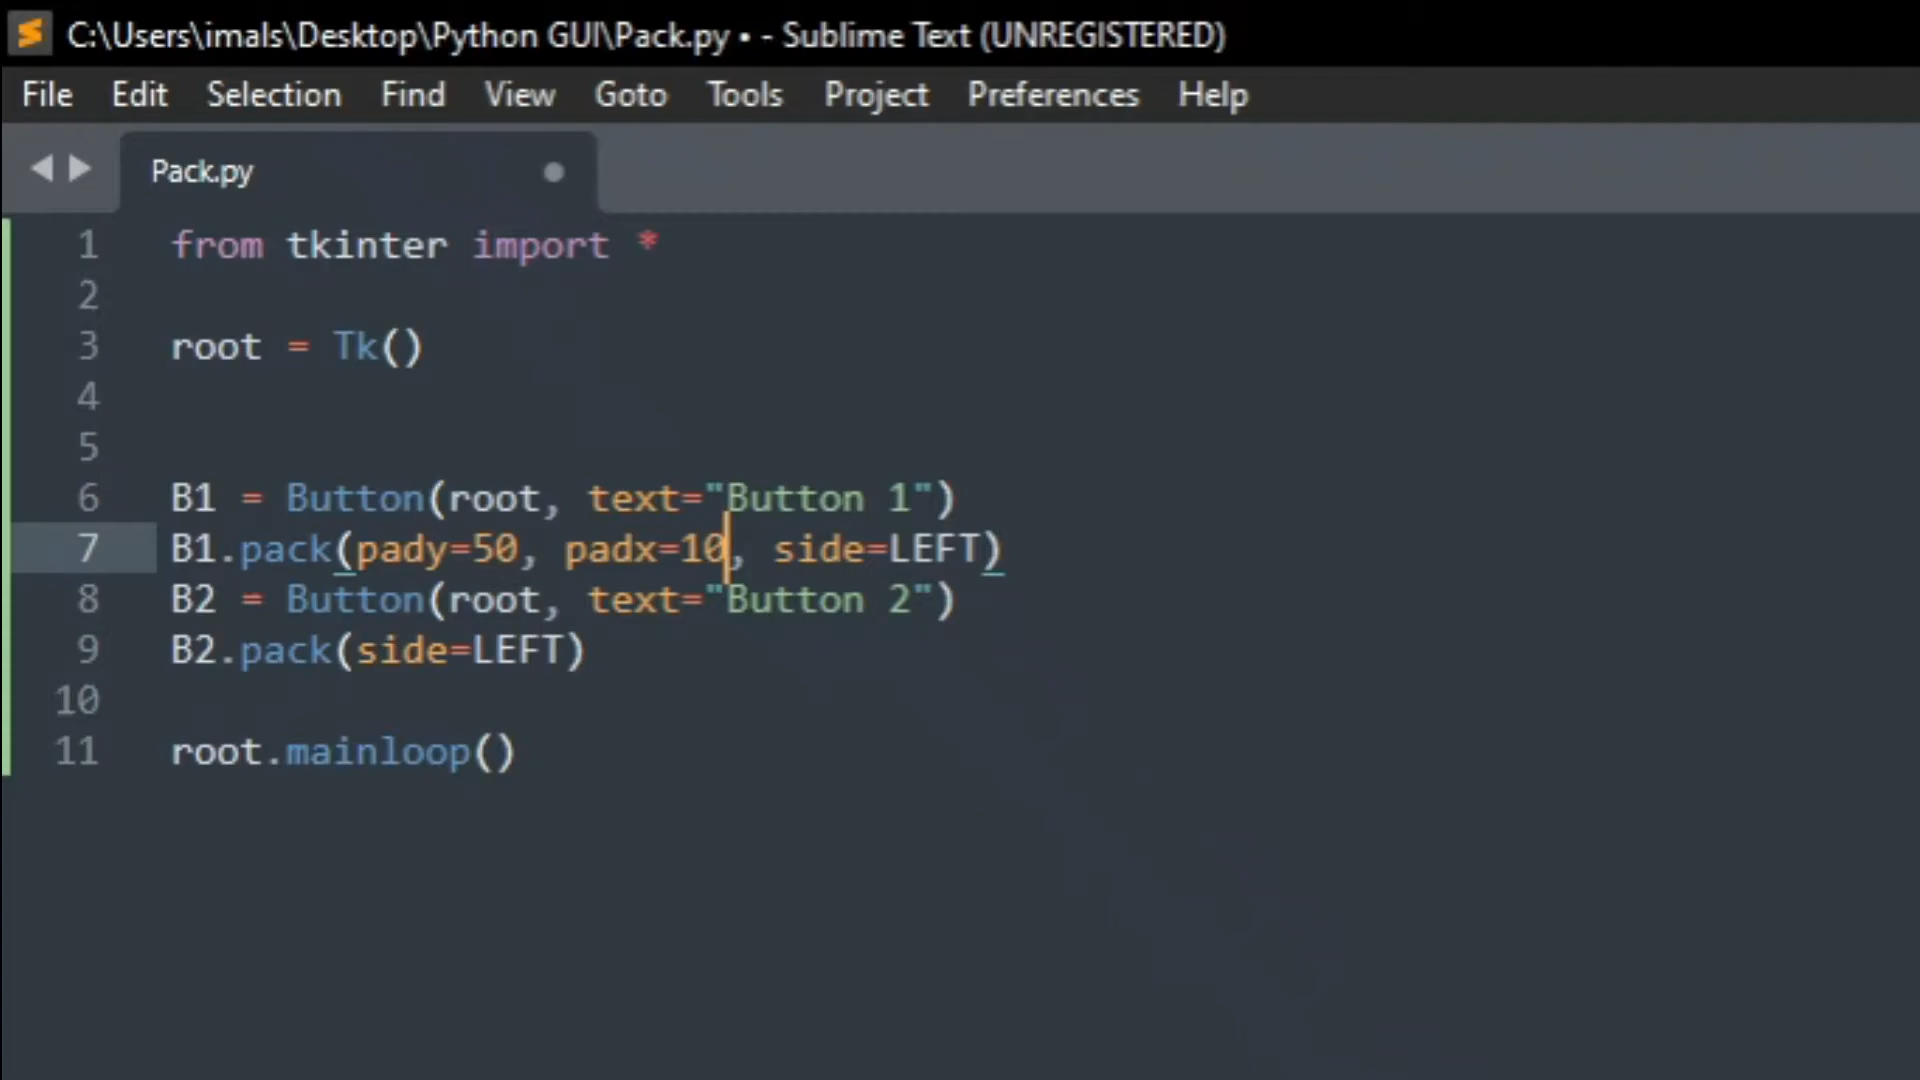 C:\Users\imals\Desktop\Python GUI\Pack.py • - Sublime Text (UNREGISTERED)
File Edit Selection Find View Goto Tools Project Preferences Help
Pack.py
1 from tkinter import *
2
3 root = Tk()
4
5
6 B1 = Button(root, text="Button 1")
7 B1.pack(pady=50, padx=10, side=LEFT)
8 B2 = Button(root, text="Button 2")
9 B2.pack(side=LEFT)
10
11 root.mainloop()